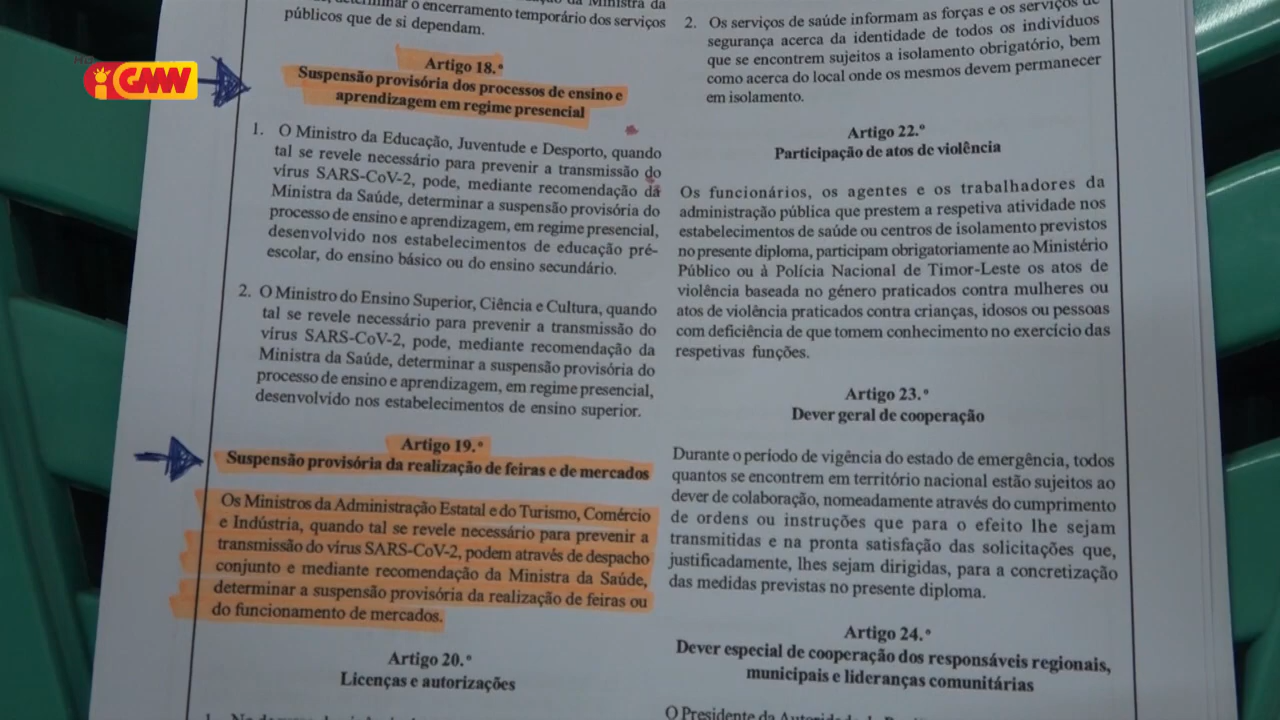 GMN
o encerramento temporário dos serviços
públicos que de si dependam.
Artigo 18.º
Suspensão provisória dos processos de ensino e
aprendizagem em regime presencial
1. O Ministro da Educação, Juventude e Desporto, quando
tal se revele necessário para prevenir a transmissão do
vírus SARS-CoV-2, pode, mediante recomendação da
Ministra da Saúde, determinar a suspensão provisória do
processo de ensino e aprendizagem, em regime presencial,
desenvolvido nos estabelecimentos de educação pré-
escolar, do ensino básico ou do ensino secundário.
2. O Ministro do Ensino Superior, Ciência e Cultura, quando
tal se revele necessário para prevenir a transmissão do
vírus SARS-CoV-2, pode, mediante recomendação da
Ministra da Saúde, determinar a suspensão provisória do
processo de ensino e aprendizagem, em regime presencial,
desenvolvido nos estabelecimentos de ensino superior.
Artigo 19.º
Suspensão provisória da realização de feiras e de mercados
Os Ministros da Administração Estatal e do Turismo, Comércio
e Indústria, quando tal se revele necessário para prevenir a
transmissão do vírus SARS-CoV-2, podem através de despacho
conjunto e mediante recomendação da Ministra da Saúde,
determinar a suspensão provisória da realização de feiras ou
do funcionamento de mercados.
Artigo 20.º
Licenças e autorizações
2. Os serviços de saúde informam as forças e os serviços de
segurança acerca da identidade de todos os indivíduos
que se encontrem sujeitos a isolamento obrigatório, bem
como acerca do local onde os mesmos devem permanecer
em isolamento.
Artigo 22.º
Participação de atos de violência
Os funcionários, os agentes e os trabalhadores da
administração pública que prestem a respetiva atividade nos
estabelecimentos de saúde ou centros de isolamento previstos
no presente diploma, participam obrigatoriamente ao Ministério
Público ou à Polícia Nacional de Timor-Leste os atos de
violência baseada no género praticados contra mulheres ou
atos de violência praticados contra crianças, idosos ou pessoas
com deficiência de que tomem conhecimento no exercício das
respetivas funções.
Artigo 23.º
Dever geral de cooperação
Durante o período de vigência do estado de emergência, todos
quantos se encontrem em território nacional estão sujeitos ao
dever de colaboração, nomeadamente através do cumprimento
de ordens ou instruções que para o efeito lhe sejam
transmitidas e na pronta satisfação das solicitações que,
justificadamente, lhes sejam dirigidas, para a concretização
das medidas previstas no presente diploma.
Artigo 24.º
Dever especial de cooperação dos responsáveis regionais,
municipais e lideranças comunitárias
O Presidente da